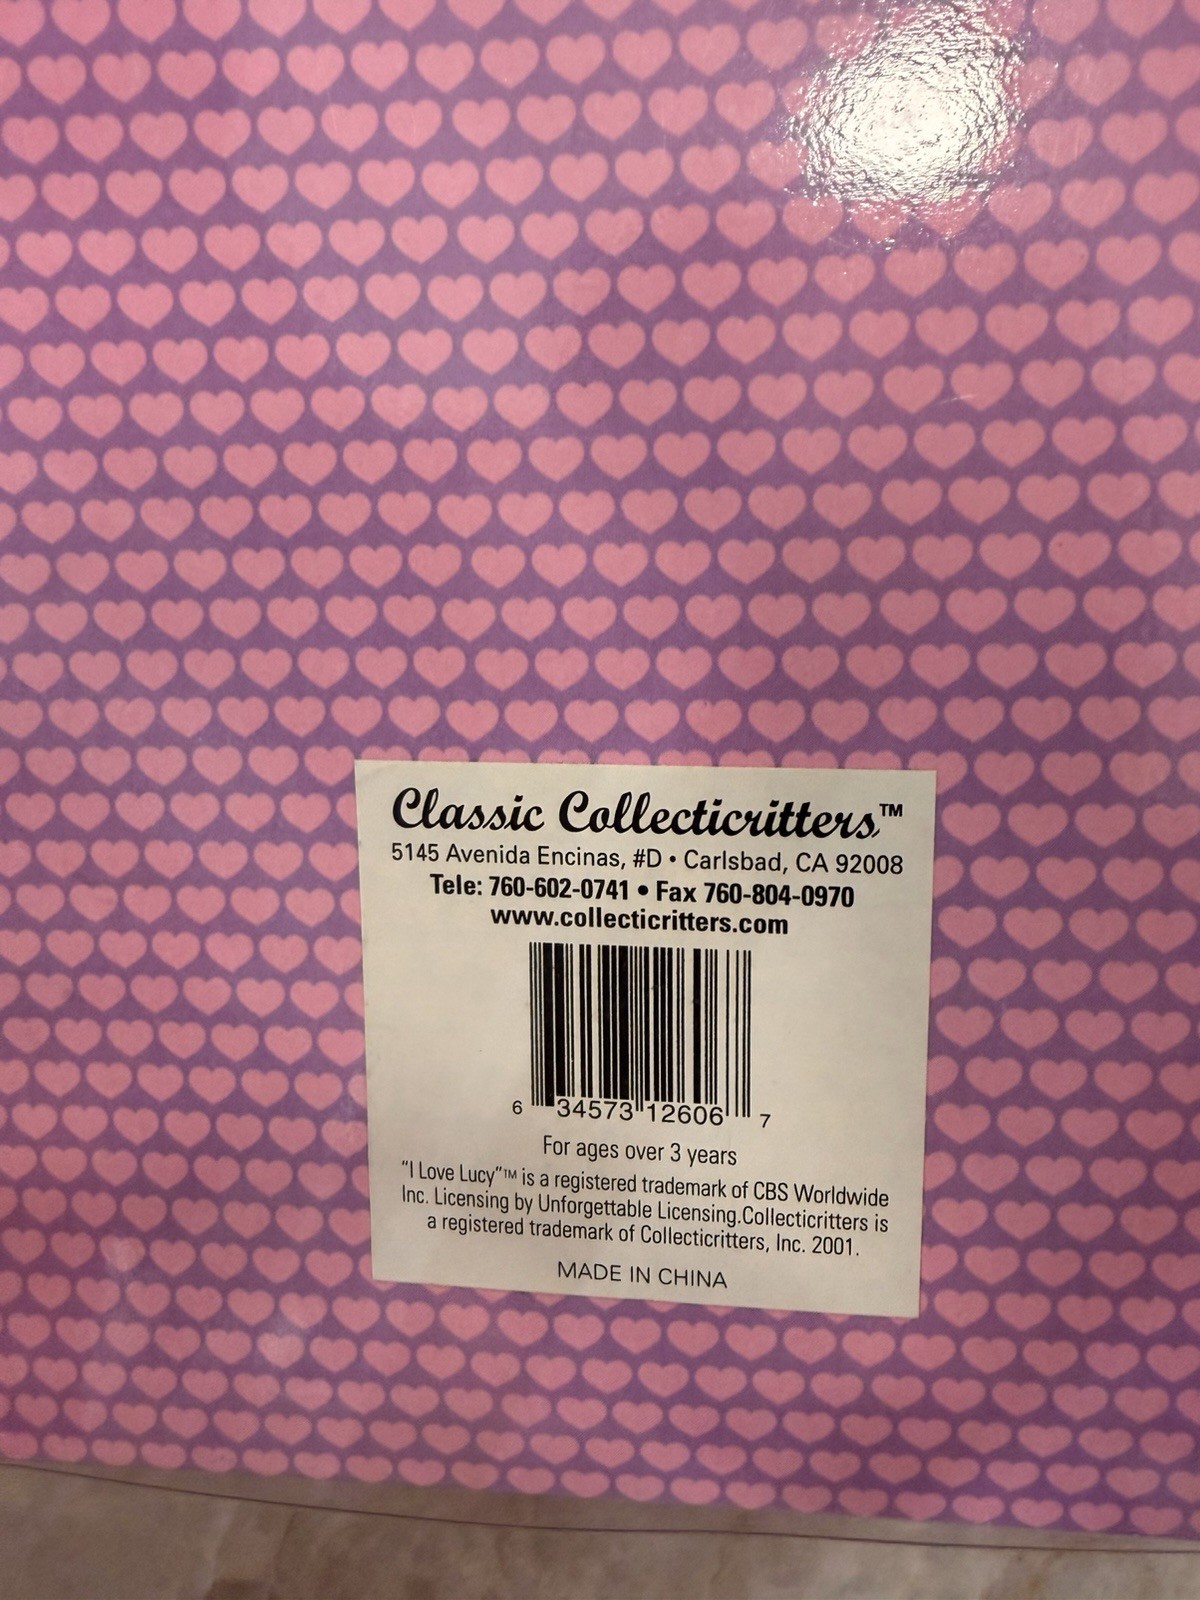 Classic Collecticritters™
5145 Avenida Encinas, #D • Carlsbad, CA 92008
Tele: 760-602-0741 • Fax 760-804-0970
www.collecticritters.com
6 34573 12606 7
For ages over 3 years
“I Love Lucy”™ is a registered trademark of CBS Worldwide
Inc. Licensing by Unforgettable Licensing.Collecticritters is
a registered trademark of Collecticritters, Inc. 2001.
MADE IN CHINA